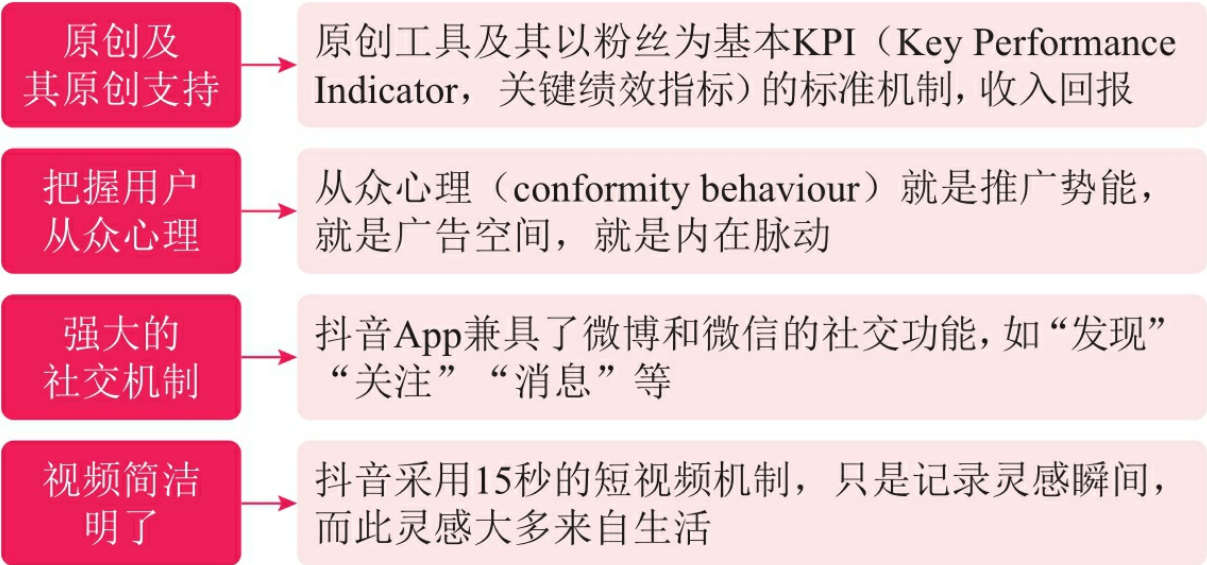 原创及
其原创支持
原创工具及其以粉丝为基本KPI（Key Performance
Indicator，关键绩效指标）的标准机制，收入回报
把握用户
从众心理
从众心理（conformity behaviour）就是推广势能，
就是广告空间，就是内在脉动
强大的
社交机制
抖音App兼具了微博和微信的社交功能，如“发现”
“关注”“消息”等
视频简洁
明了
抖音采用15秒的短视频机制，只是记录灵感瞬间，
而此灵感大多来自生活